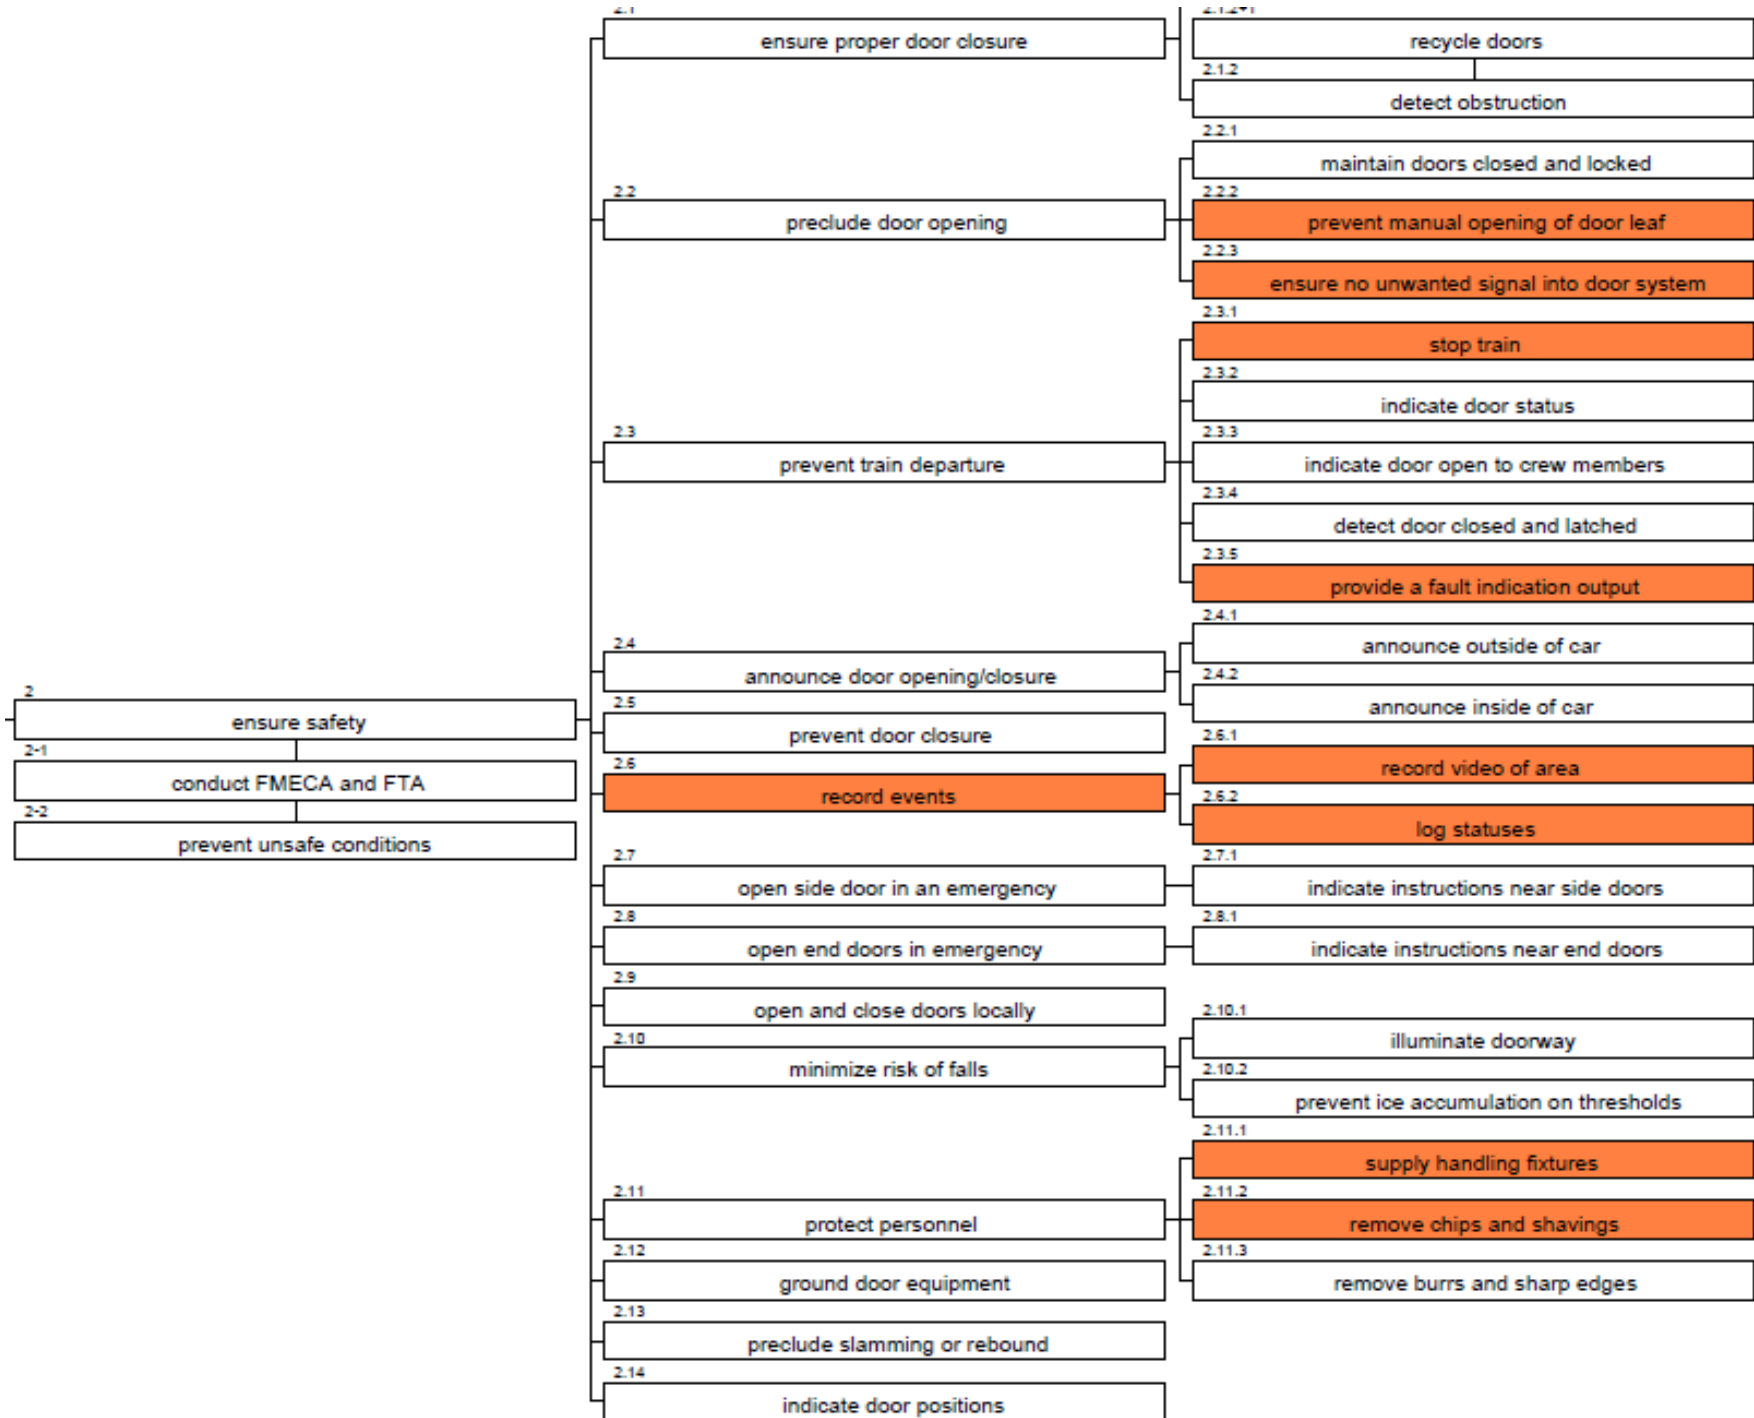 2.1
ensure proper door closure
recycle doors
2.1.2
detect obstruction
2.2.1
maintain doors closed and locked
2.2
preclude door opening
2.2.2
prevent manual opening of door leaf
2.2.3
ensure no unwanted signal into door system
2.3.1
stop train
2.3.2
indicate door status
2.3
prevent train departure
2.3.3
indicate door open to crew members
2.3.4
detect door closed and latched
2.3.5
provide a fault indication output
2.4
announce door opening/closure
2.4.1
announce outside of car
2.4.2
announce inside of car
2
ensure safety
2-1
conduct FMECA and FTA
2-2
prevent unsafe conditions
2.5
prevent door closure
2.6
record events
2.6.1
record video of area
2.6.2
log statuses
2.7
open side door in an emergency
2.7.1
indicate instructions near side doors
2.8
open end doors in emergency
2.8.1
indicate instructions near end doors
2.9
open and close doors locally
2.10
minimize risk of falls
2.10.1
illuminate doorway
2.10.2
prevent ice accumulation on thresholds
2.11.1
supply handling fixtures
2.11
protect personnel
2.11.2
remove chips and shavings
2.11.3
remove burrs and sharp edges
2.12
ground door equipment
2.13
preclude slamming or rebound
2.14
indicate door positions